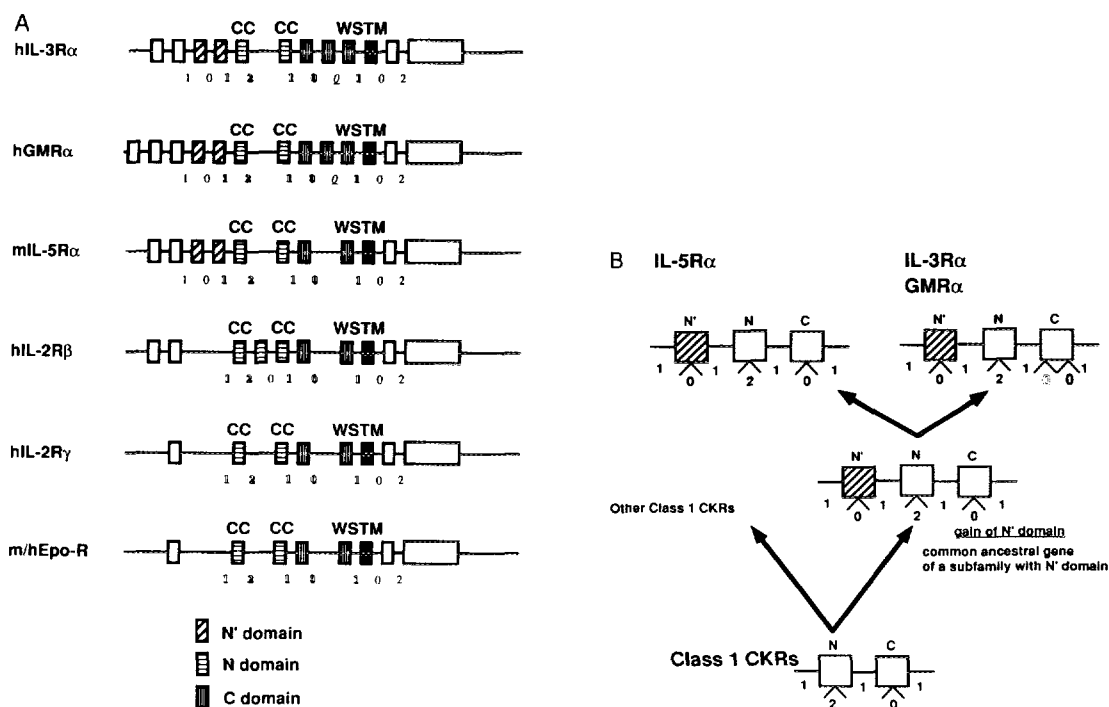 A
CC CC WSTM
hIL-3Rα
1 0 1 2 1 0 1 0 2
CC CC WSTM
hGMRα
1 0 1 2 1 0 1 0 2
CC CC WSTM
mIL-5Rα
1 0 1 2 1 1 0 2
CC CC WSTM
hIL-2Rβ
1 2 0 1 1 0 2
CC CC WSTM
hIL-2Rγ
1 2 1 1 0 2
CC CC WSTM
m/hEpo-R
1 2 1 1 0 2
N' domain
N domain
C domain
B IL-5Rα IL-3Rα
GMRα
N' N C N' N C
1 1 1 1 1 1 1 1
0 2 0 0 2 0
N' N C
1 1 1 1
0 2 0
Other Class 1 CKRs
gain of N' domain
common ancestral gene
of a subfamily with N' domain
N C
Class 1 CKRs
1 1 1
2 0